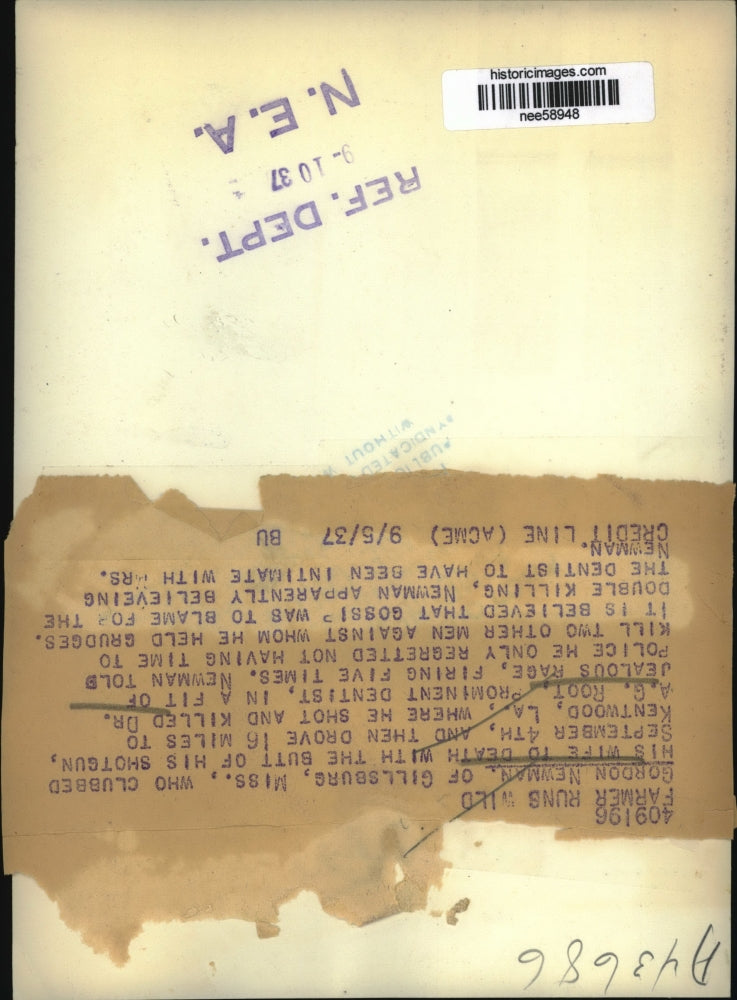 historicimages.com
nee58948
REF. DEPT.
9-10 37
N. E. A.
409196
FARMER RUNS WILD
GORDON NEWMAN, OF GILLSBURG, MISS., WHO CLUBBED
HIS WIFE TO DEATH WITH THE BUTT OF HIS SHOTGUN,
SEPTEMBER 4TH, AND THEN DROVE 16 MILES TO
KENTWOOD, LA., WHERE HE SHOT AND KILLED DR.
A.G. ROOT, PROMINENT DENTIST, IN A FIT OF
JEALOUS RAGE, FIRING FIVE TIMES. NEWMAN TOLD
POLICE HE ONLY REGRETTED NOT HAVING TIME TO
KILL TWO OTHER MEN AGAINST WHOM HE HELD GRUDGES.
IT IS BELIEVED THAT GOSSIP WAS TO BLAME FOR THE
DOUBLE KILLING, NEWMAN APPARENTLY BELIEVEING
THE DENTIST TO HAVE BEEN INTIMATE WITH MRS.
NEWMAN.
CREDIT LINE (ACME) 9/5/37 BU
SYNDICATED
WITHOUT
A43686